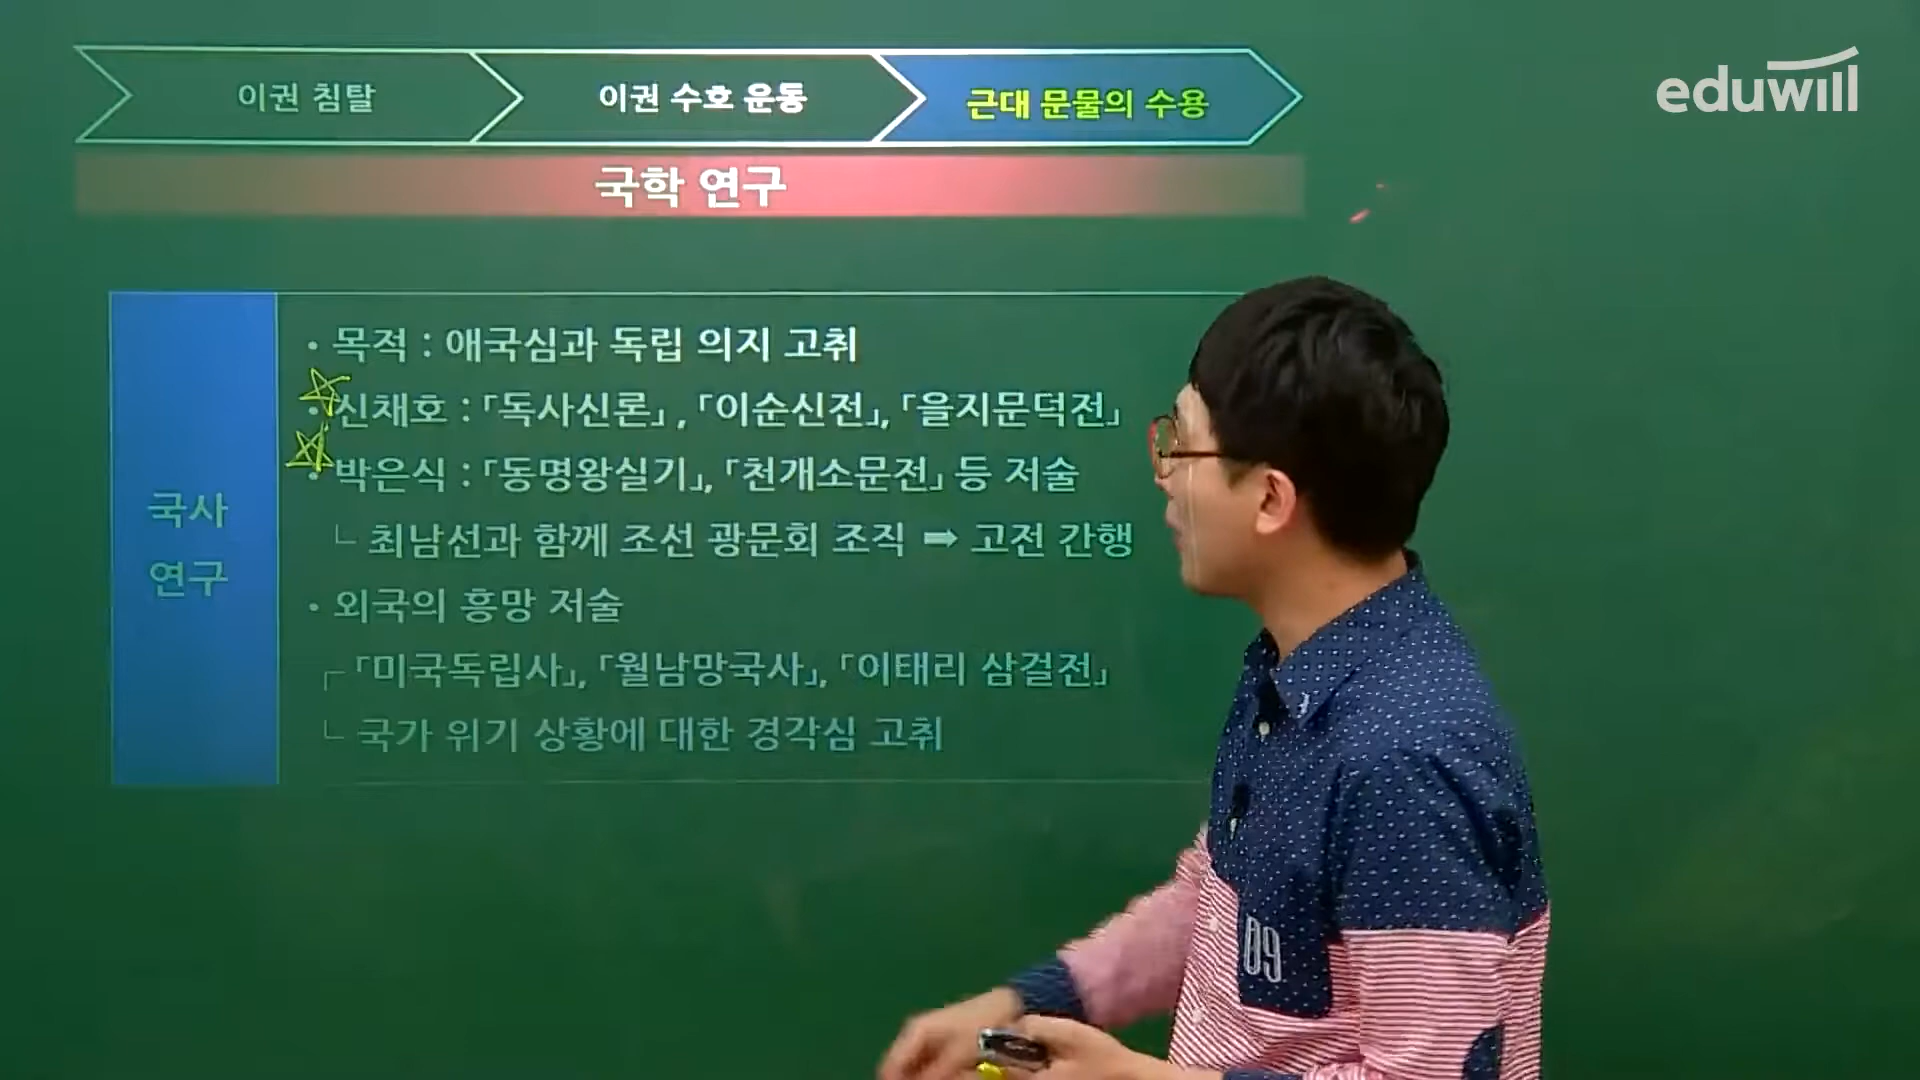 eduwill
이권 침탈
이권 수호 운동
근대 문물의 수용
국학 연구
국사
연구
• 목적 : 애국심과 독립 의지 고취
• 신채호 : 「독사신론」, 「이순신전」, 「을지문덕전」
• 박은식 : 「동명왕실기」, 「천개소문전」 등 저술
└ 최남선과 함께 조선 광문회 조직 ➡ 고전 간행
• 외국의 흥망 저술
┌ 「미국독립사」, 「월남망국사」, 「이태리 삼걸전」
└ 국가 위기 상황에 대한 경각심 고취
09